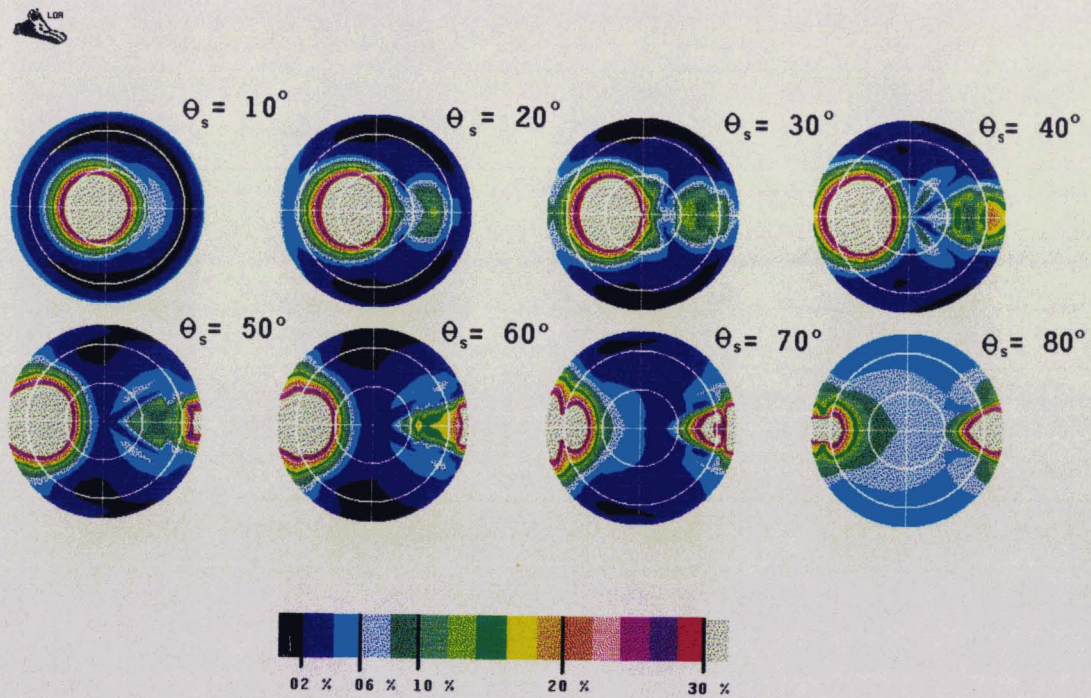 LOA
θs = 10°
θs = 20°
θs = 30°
θs = 40°
θs = 50°
θs = 60°
θs = 70°
θs = 80°
02 % 06 % 10 % 20 % 30 %